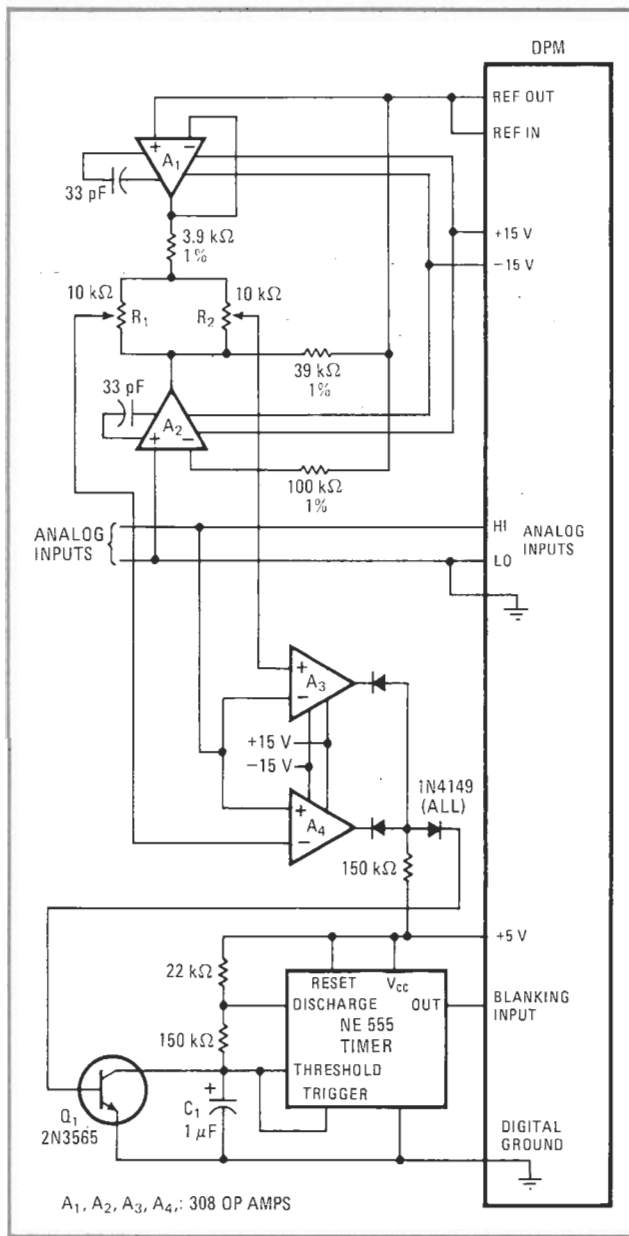 DPM
REF OUT
REF IN
+
−
A1
33 pF
+15 V
−15 V
3.9 kΩ
1%
10 kΩ
10 kΩ
R1
R2
39 kΩ
1%
33 pF
A2
+
−
100 kΩ
1%
ANALOG
INPUTS
HI
ANALOG
INPUTS
LO
+
A3
−
+15 V
−15 V
1N4149
(ALL)
+
A4
−
150 kΩ
+5 V
22 kΩ
RESET
VCC
DISCHARGE
OUT
BLANKING
INPUT
NE 555
TIMER
150 kΩ
THRESHOLD
TRIGGER
+
C1
1 μF
Q1
2N3565
DIGITAL
GROUND
A1, A2, A3, A4,: 308 OP AMPS